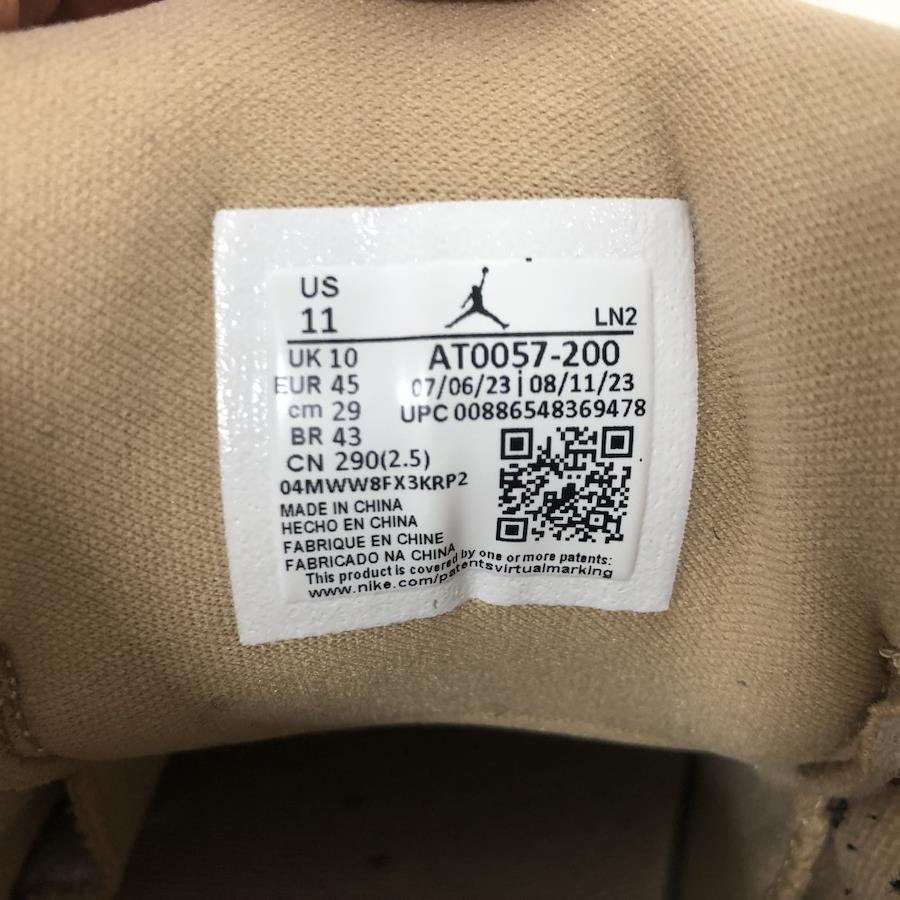 US
11
LN2
UK 10
AT0057-200
EUR 45
07/06/23 | 08/11/23
cm 29
UPC 00886548369478
BR 43
CN 290(2.5)
04MWW8FX3KRP2
MADE IN CHINA
HECHO EN CHINA
FABRIQUE EN CHINE
FABRICADO NA CHINA
This product is covered by one or more patents:
www.nike.com/patentsvirtualmarking